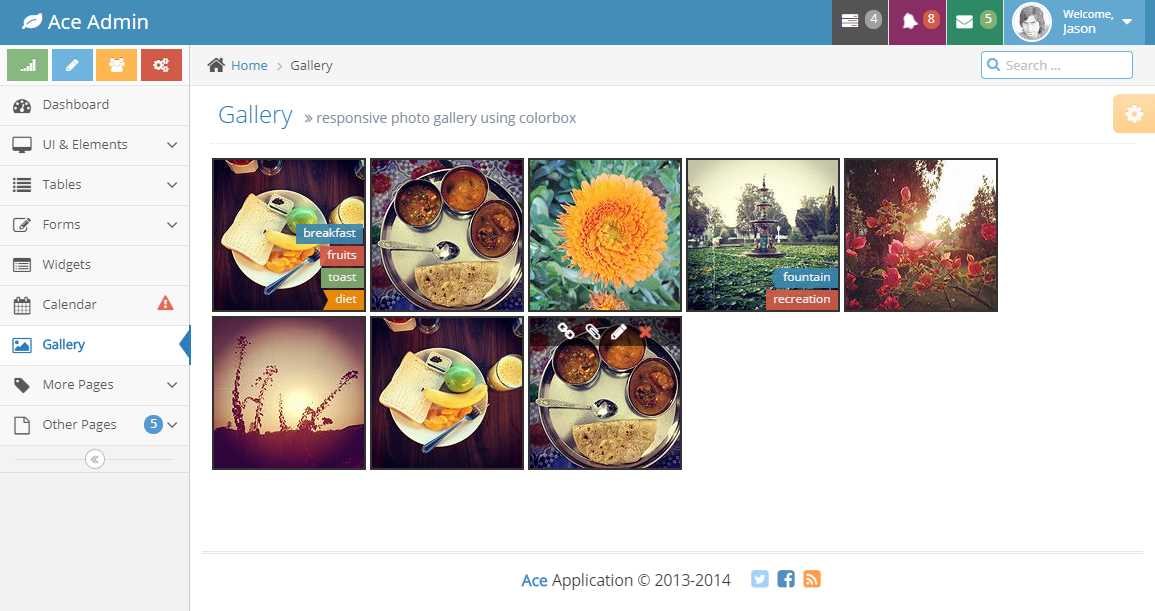 Ace Admin
4
8
5
Welcome,
Jason
Home
Gallery
Search ...
Dashboard
UI & Elements
Tables
Forms
Widgets
Calendar
Gallery
More Pages
Other Pages
5
Gallery » responsive photo gallery using colorbox
breakfast
fruits
toast
diet
fountain
recreation
Ace Application © 2013-2014